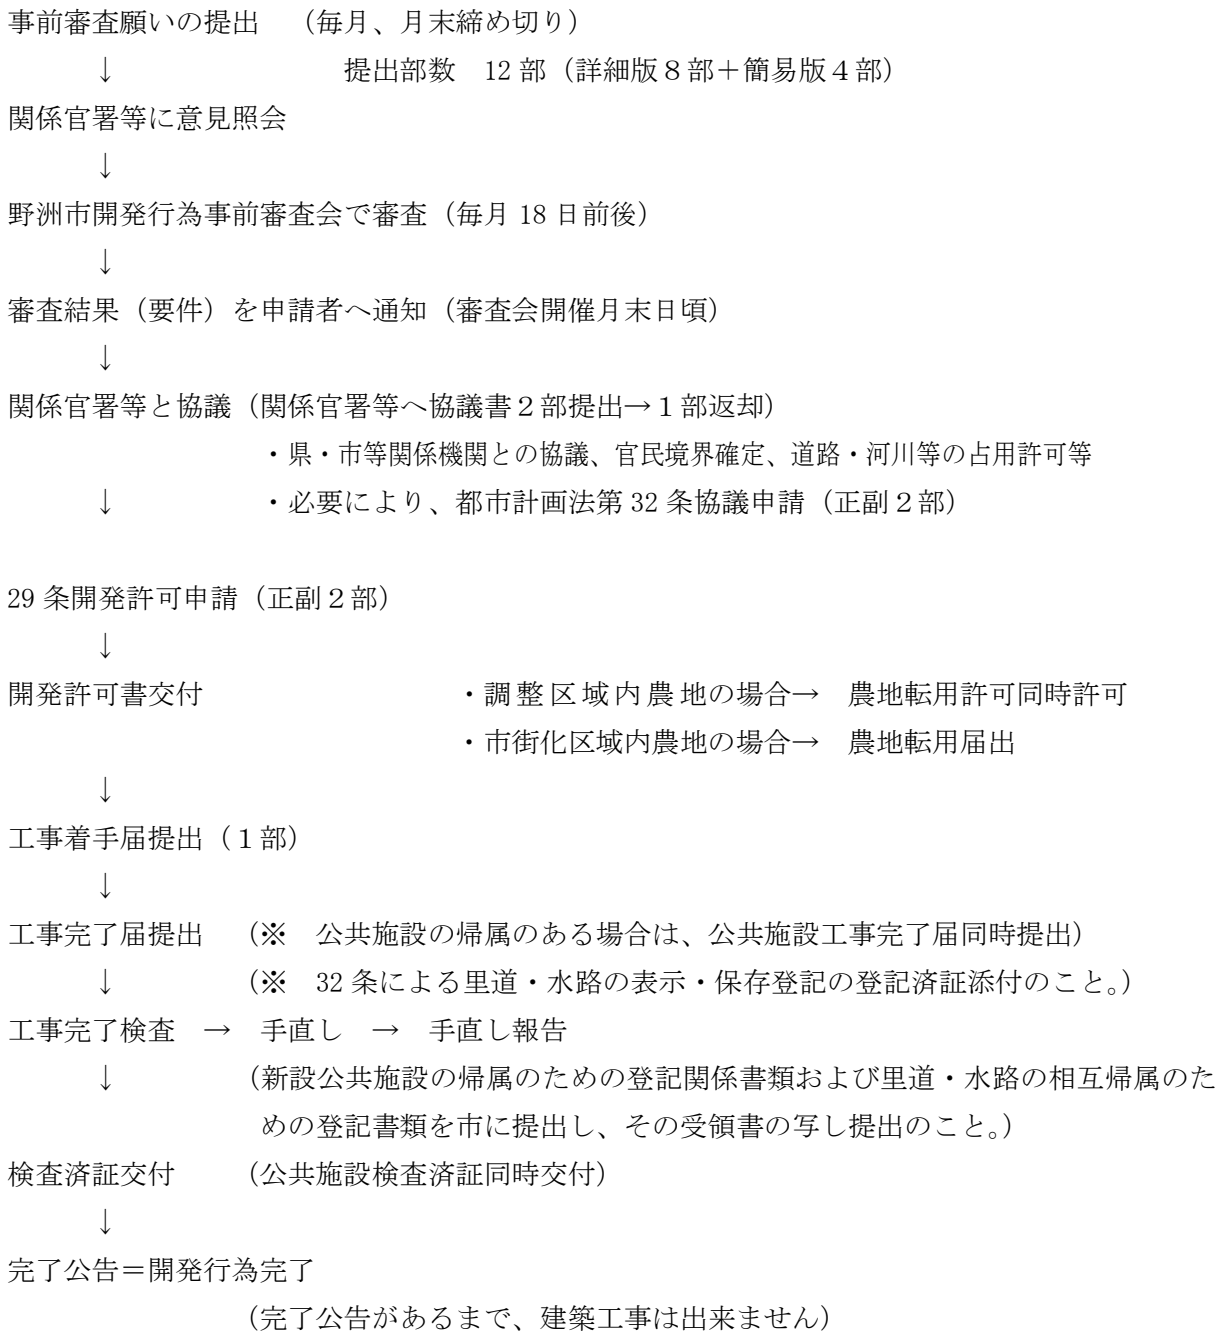 事前審査願いの提出　（毎月、月末締め切り）
↓　提出部数　12 部（詳細版８部＋簡易版４部）
関係官署等に意見照会
↓
野洲市開発行為事前審査会で審査（毎月 18 日前後）
↓
審査結果（要件）を申請者へ通知（審査会開催月末日頃）
↓
関係官署等と協議（関係官署等へ協議書２部提出→１部返却）
・県・市等関係機関との協議、官民境界確定、道路・河川等の占用許可等
↓　・必要により、都市計画法第 32 条協議申請（正副２部）
29 条開発許可申請（正副２部）
↓
開発許可書交付　・調整区域内農地の場合→　農地転用許可同時許可
・市街化区域内農地の場合→　農地転用届出
↓
工事着手届提出（１部）
↓
工事完了届提出　（※　公共施設の帰属のある場合は、公共施設工事完了届同時提出）
↓　（※　32 条による里道・水路の表示・保存登記の登記済証添付のこと。）
工事完了検査　→　手直し　→　手直し報告
↓　（新設公共施設の帰属のための登記関係書類および里道・水路の相互帰属のた
めの登記書類を市に提出し、その受領書の写し提出のこと。）
検査済証交付　（公共施設検査済証同時交付）
↓
完了公告＝開発行為完了
（完了公告があるまで、建築工事は出来ません）